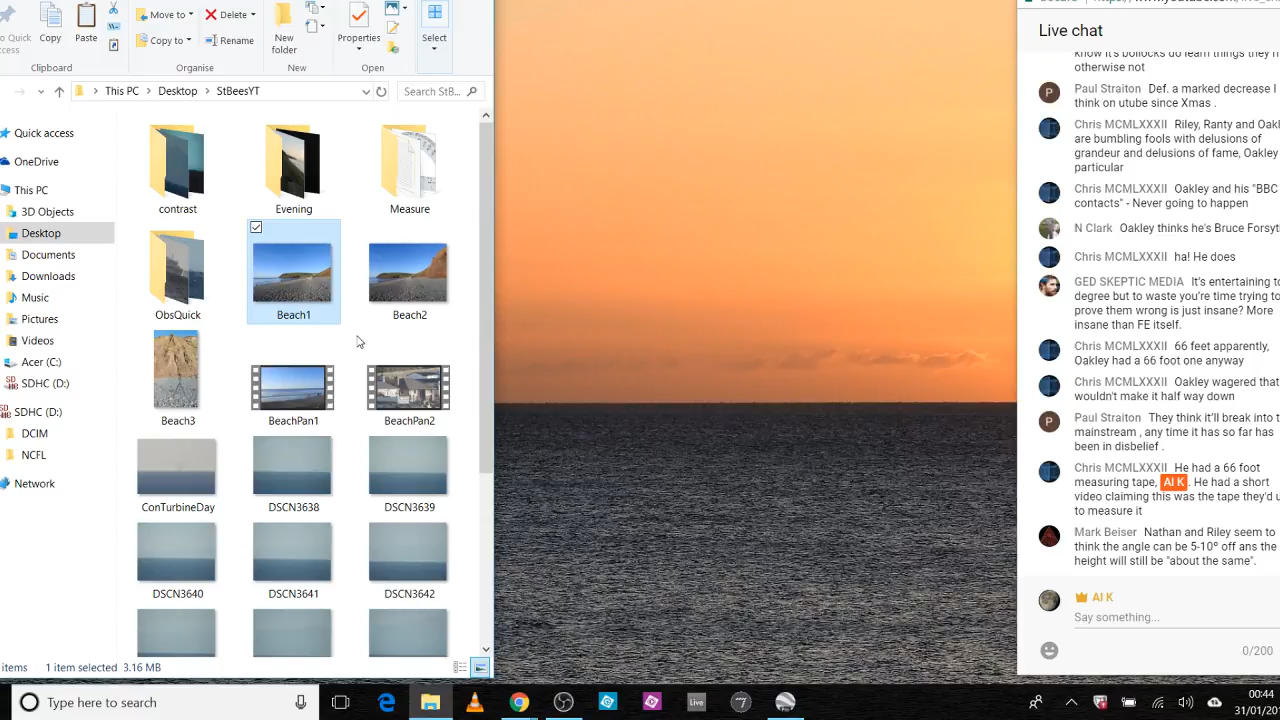 Move to
Delete
Copy
Paste
Copy to
Rename
New
folder
Properties
Select
access
Clipboard
Organise
New
Open
This PC
Desktop
StBeesYT
Search StB...
Quick access
OneDrive
This PC
3D Objects
Desktop
Documents
Downloads
Music
Pictures
Videos
Acer (C:)
SDHC (D:)
SDHC (D:)
DCIM
NCFL
Network
contrast
Evening
Measure
ObsQuick
Beach1
Beach2
Beach3
BeachPan1
BeachPan2
ConTurbineDay
DSCN3638
DSCN3639
DSCN3640
DSCN3641
DSCN3642
items 1 item selected 3.16 MB
Live chat
know it's bollocks do learn things they
otherwise not
Paul Straiton Def. a marked decrease I
think on utube since Xmas .
Chris MCMLXXXII Riley, Ranty and Oakl
are bumbling fools with delusions of
grandeur and delusions of fame, Oakley
particular
Chris MCMLXXXII Oakley and his "BBC
contacts" - Never going to happen
N Clark Oakley thinks he's Bruce Forsyt
Chris MCMLXXXII ha! He does
GED SKEPTIC MEDIA It's entertaining to
degree but to waste you're time trying to
prove them wrong is just insane? More
insane than FE itself.
Chris MCMLXXXII 66 feet apparently,
Oakley had a 66 foot one anyway
Chris MCMLXXXII Oakley wagered that
wouldn't make it half way down
Paul Straiton They think it'll break into t
mainstream , any time it has so far has
been in disbelief .
Chris MCMLXXXII He had a 66 foot
measuring tape, Al K . He had a short
video claiming this was the tape they'd u
to measure it
Mark Beiser Nathan and Riley seem to
think the angle can be 5-10º off ans the
height will still be "about the same".
Al K
Say something...
0/200
Type here to search
Live
00:44
31/01/201